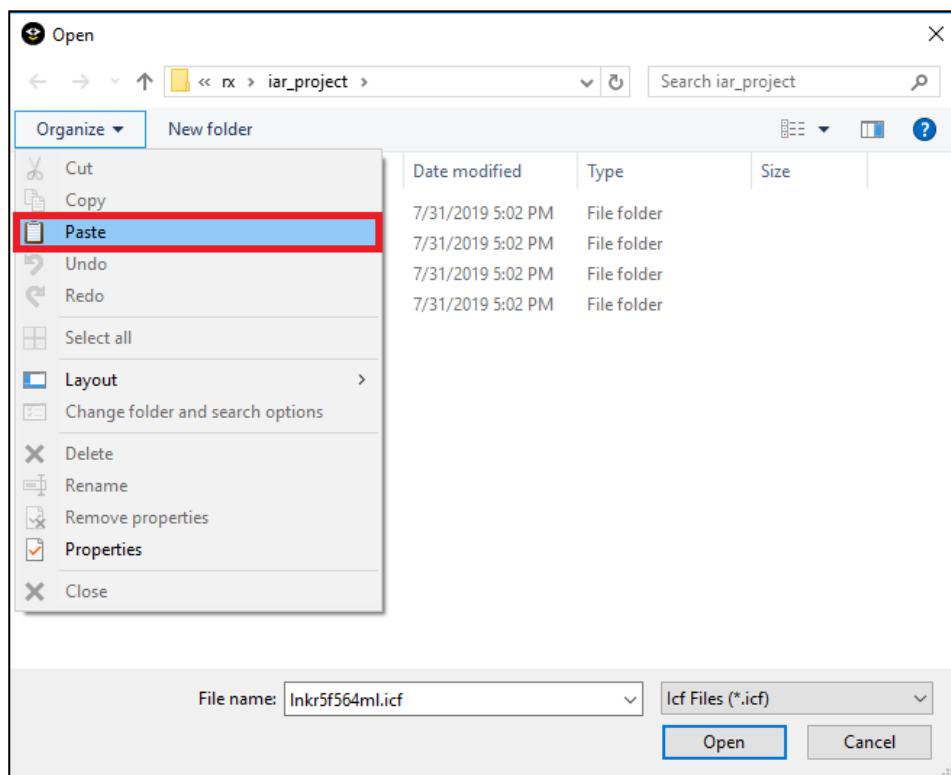 Open
« rx > iar_project >
Search iar_project
Organize
New folder
Date modified
Type
Size
Cut
Copy
Paste
Undo
Redo
Select all
Layout
Change folder and search options
Delete
Rename
Remove properties
Properties
Close
7/31/2019 5:02 PM File folder
7/31/2019 5:02 PM File folder
7/31/2019 5:02 PM File folder
7/31/2019 5:02 PM File folder
File name: lnkr5f564ml.icf
Icf Files (*.icf)
Open
Cancel